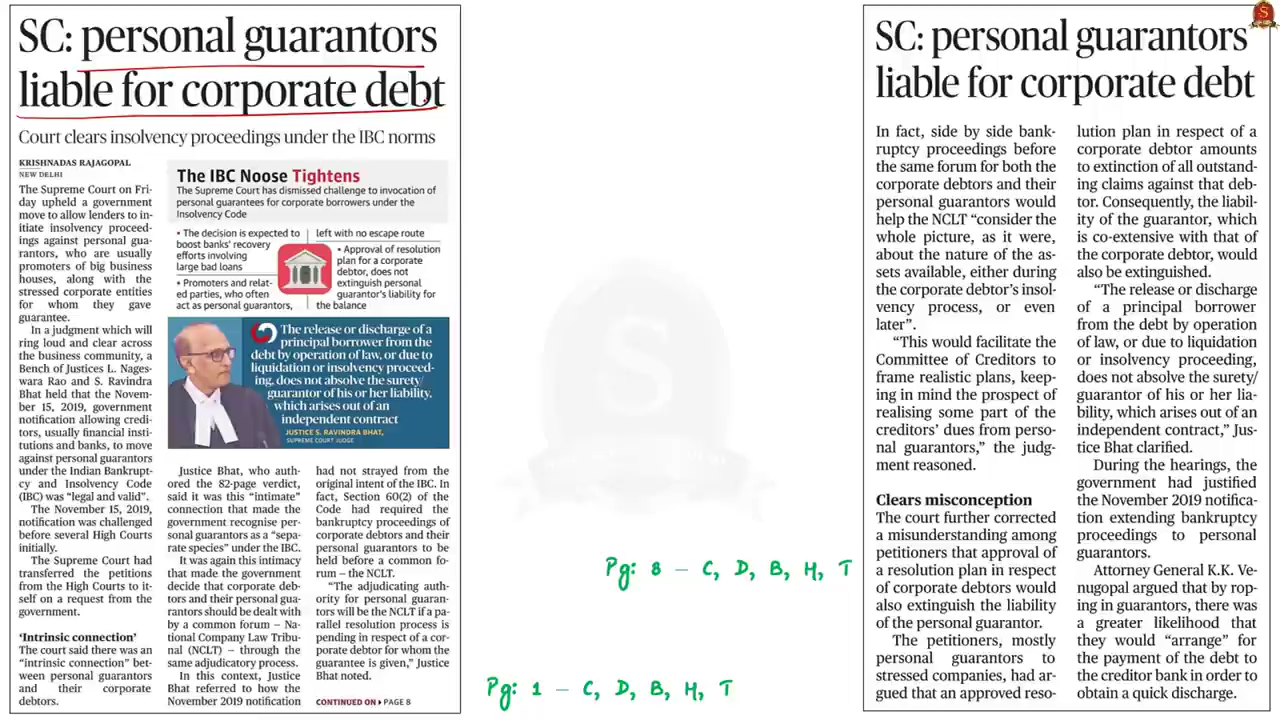 SC: personal guarantors
liable for corporate debt
Court clears insolvency proceedings under the IBC norms
KRISHNADAS RAJAGOPAL
NEW DELHI
The Supreme Court on Fri-
day upheld a government
move to allow lenders to in-
itiate insolvency proceed-
ings against personal gua-
rantors, who are usually
promoters of big business
houses, along with the
stressed corporate entities
for whom they gave
guarantee.
In a judgment which will
ring loud and clear across
the business community, a
Bench of Justices L. Nages-
wara Rao and S. Ravindra
Bhat held that the Novem-
ber 15, 2019, government
notification allowing credi-
tors, usually financial insti-
tutions and banks, to move
against personal guarantors
under the Indian Bankrupt-
cy and Insolvency Code
(IBC) was “legal and valid”.
The November 15, 2019,
notification was challenged
before several High Courts
initially.
The Supreme Court had
transferred the petitions
from the High Courts to it-
self on a request from the
government.
‘Intrinsic connection’
The court said there was an
“intrinsic connection” bet-
ween personal guarantors
and their corporate
debtors.
The IBC Noose Tightens
The Supreme Court has dismissed challenge to invocation of
personal guarantees for corporate borrowers under the
Insolvency Code
• The decision is expected to
boost banks’ recovery
efforts involving
large bad loans
• Promoters and relat-
ed parties, who often
act as personal guarantors,
left with no escape route
• Approval of resolution
plan for a corporate
debtor, does not
extinguish personal
guarantor’s liability for
the balance
The release or discharge of a
principal borrower from the
debt by operation of law, or due to
liquidation or insolvency proceed-
ing, does not absolve the surety/
guarantor of his or her liability,
which arises out of an
independent contract
JUSTICE S. RAVINDRA BHAT,
SUPREME COURT JUDGE
Justice Bhat, who auth-
ored the 82-page verdict,
said it was this “intimate”
connection that made the
government recognise per-
sonal guarantors as a “sepa-
rate species” under the IBC.
It was again this intimacy
that made the government
decide that corporate deb-
tors and their personal gua-
rantors should be dealt with
by a common forum – Na-
tional Company Law Tribu-
nal (NCLT) – through the
same adjudicatory process.
In this context, Justice
Bhat referred to how the
November 2019 notification
had not strayed from the
original intent of the IBC. In
fact, Section 60(2) of the
Code had required the
bankruptcy proceedings of
corporate debtors and their
personal guarantors to be
held before a common fo-
rum – the NCLT.
“The adjudicating auth-
ority for personal guaran-
tors will be the NCLT if a pa-
rallel resolution process is
pending in respect of a cor-
porate debtor for whom the
guarantee is given,” Justice
Bhat noted.
CONTINUED ON ▸ PAGE 8
Pg: 8 – C, D, B, H, T
Pg: 1 – C, D, B, H, T
SC: personal guarantors
liable for corporate debt
In fact, side by side bank-
ruptcy proceedings before
the same forum for both the
corporate debtors and their
personal guarantors would
help the NCLT “consider the
whole picture, as it were,
about the nature of the as-
sets available, either during
the corporate debtor’s insol-
vency process, or even
later”.
“This would facilitate the
Committee of Creditors to
frame realistic plans, keep-
ing in mind the prospect of
realising some part of the
creditors’ dues from perso-
nal guarantors,” the judg-
ment reasoned.
Clears misconception
The court further corrected
a misunderstanding among
petitioners that approval of
a resolution plan in respect
of corporate debtors would
also extinguish the liability
of the personal guarantor.
The petitioners, mostly
personal guarantors to
stressed companies, had ar-
gued that an approved reso-
lution plan in respect of a
corporate debtor amounts
to extinction of all outstand-
ing claims against that deb-
tor. Consequently, the liabil-
ity of the guarantor, which
is co-extensive with that of
the corporate debtor, would
also be extinguished.
“The release or discharge
of a principal borrower
from the debt by operation
of law, or due to liquidation
or insolvency proceeding,
does not absolve the surety/
guarantor of his or her lia-
bility, which arises out of an
independent contract,” Jus-
tice Bhat clarified.
During the hearings, the
government had justified
the November 2019 notifica-
tion extending bankruptcy
proceedings to personal
guarantors.
Attorney General K.K. Ve-
nugopal argued that by rop-
ing in guarantors, there was
a greater likelihood that
they would “arrange” for
the payment of the debt to
the creditor bank in order to
obtain a quick discharge.
S